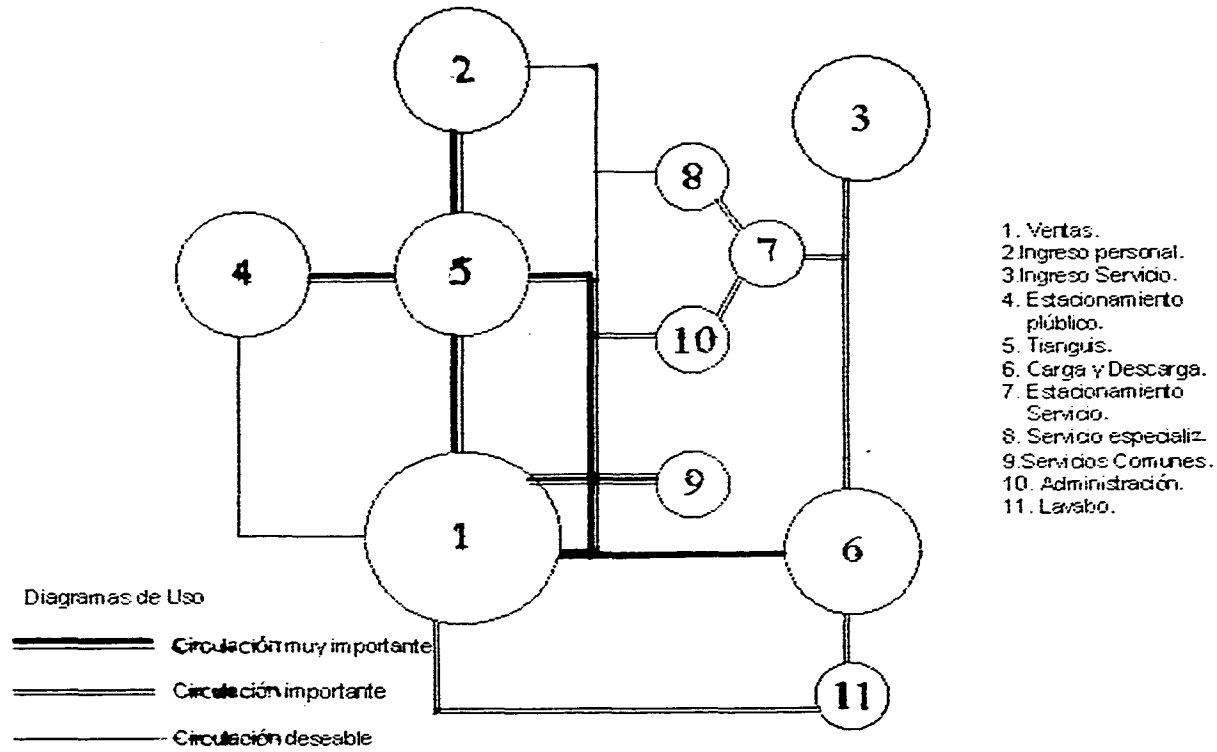 2
3
8
7
4
5
10
9
1
6
11
1. Ventas.
2.Ingreso personal.
3.Ingreso Servicio.
4. Estacionamiento
plúblico.
5. Tianguis.
6. Carga y Descarga.
7. Estacionamiento
Servicio.
8. Servicio especializ.
9.Servicios Comunes.
10. Administración.
11. Lavabo.
Diagramas de Uso
Circulación muy importante
Circulación importante
Circulación deseable